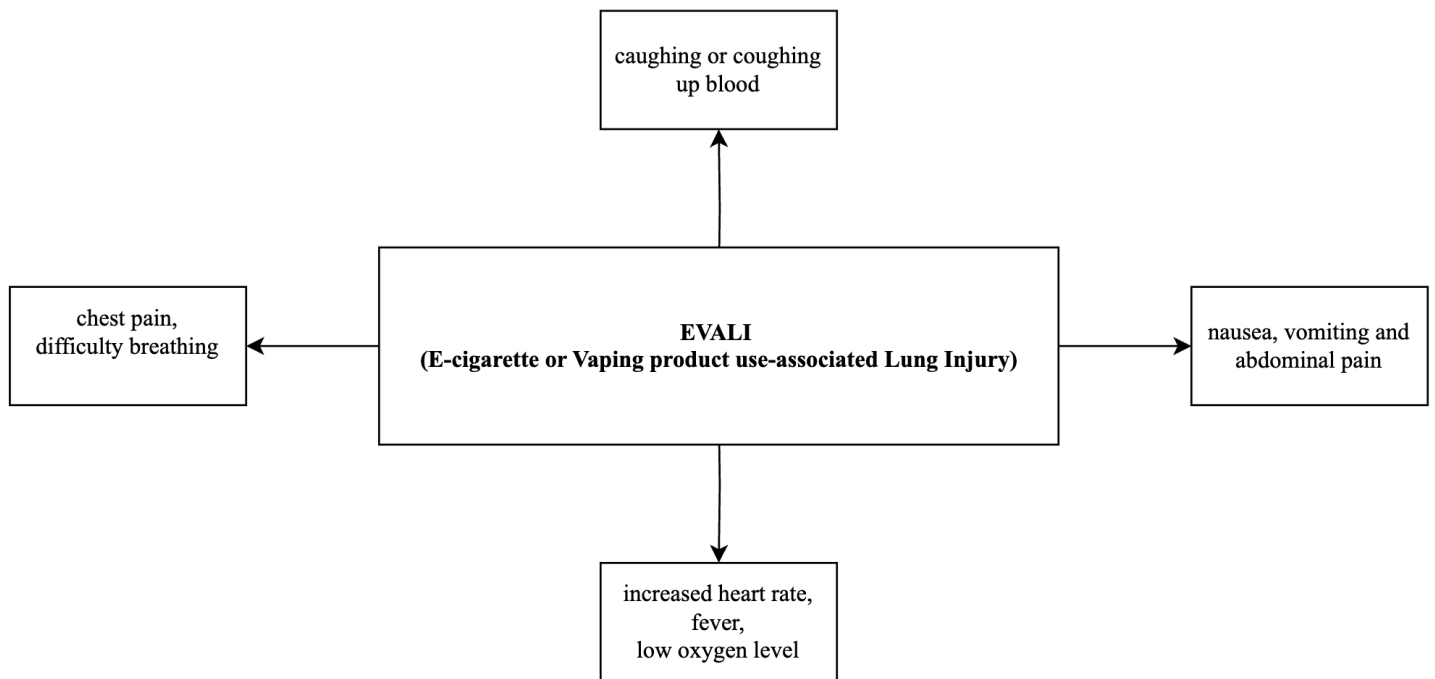 caughing or coughing
up blood
chest pain,
difficulty breathing
EVALI
(E-cigarette or Vaping product use-associated Lung Injury)
nausea, vomiting and
abdominal pain
increased heart rate,
fever,
low oxygen level